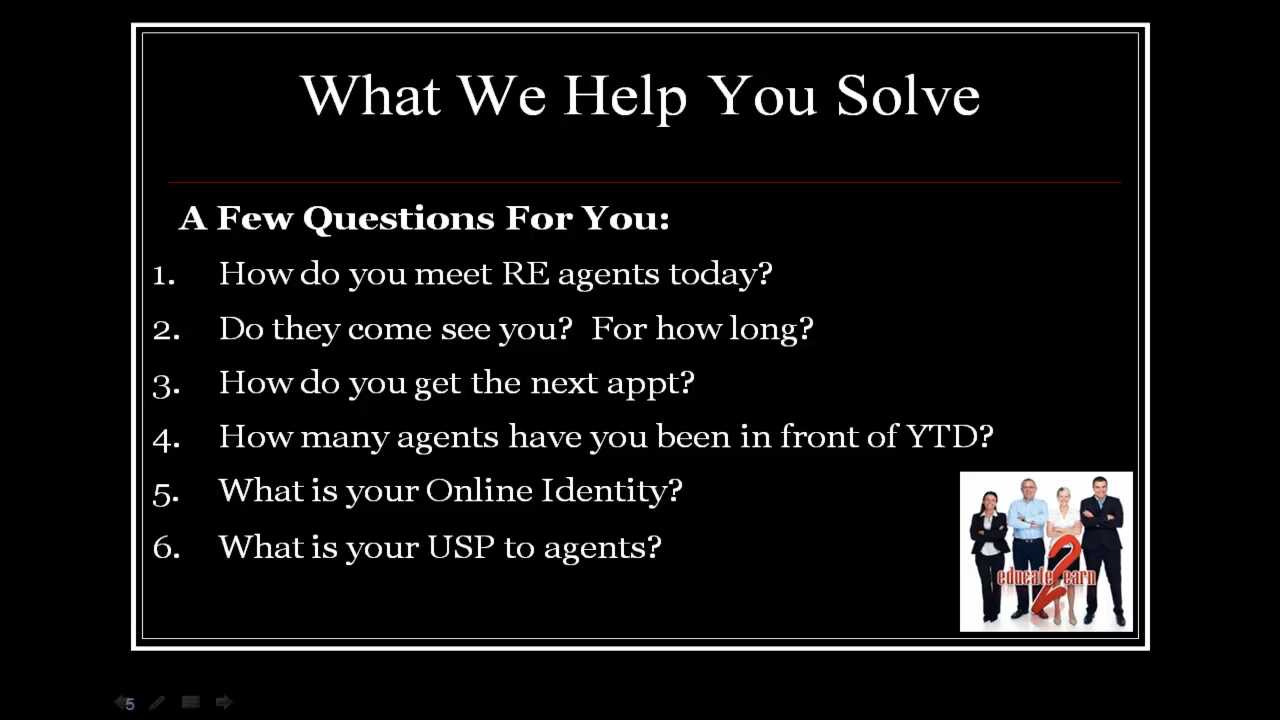 What We Help You Solve
A Few Questions For You:
1. How do you meet RE agents today?
2. Do they come see you? For how long?
3. How do you get the next appt?
4. How many agents have you been in front of YTD?
5. What is your Online Identity?
6. What is your USP to agents?
educate 2 earn
5